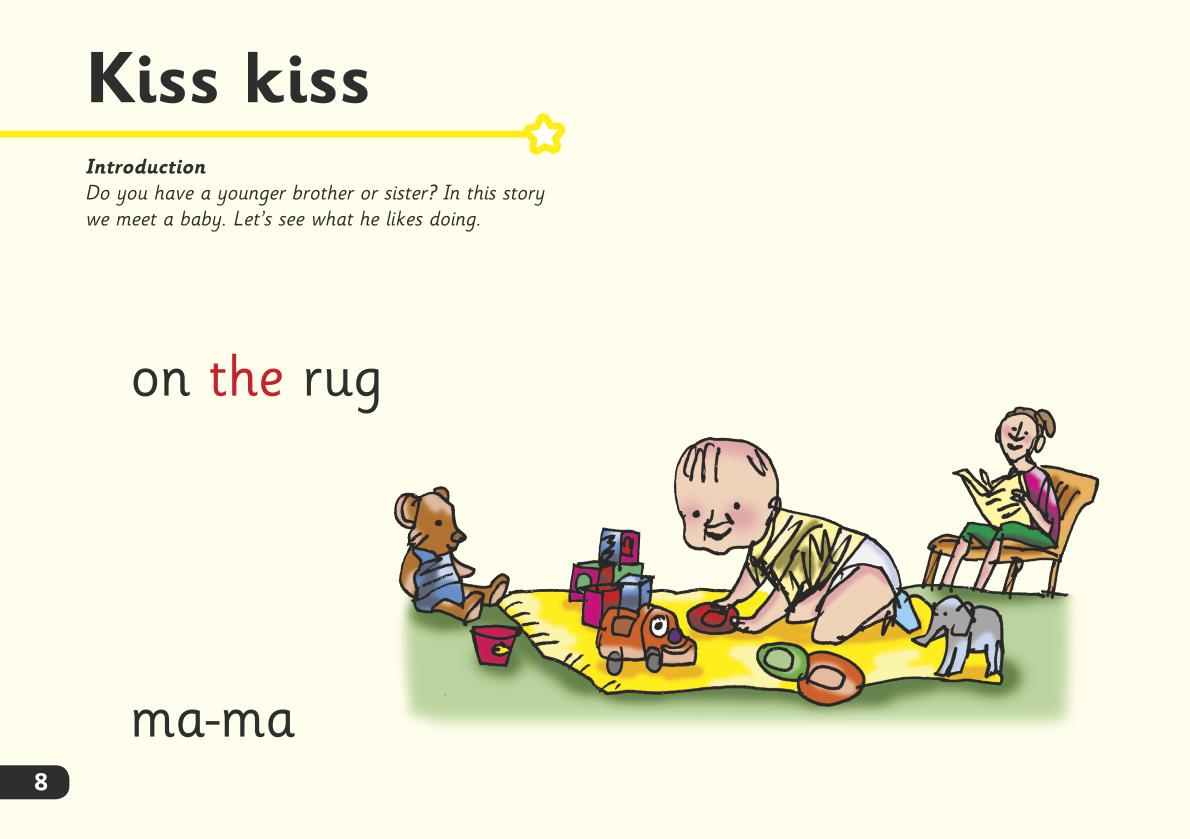 Kiss kiss
Introduction
Do you have a younger brother or sister? In this story
we meet a baby. Let's see what he likes doing.
on the rug
ma-ma
8